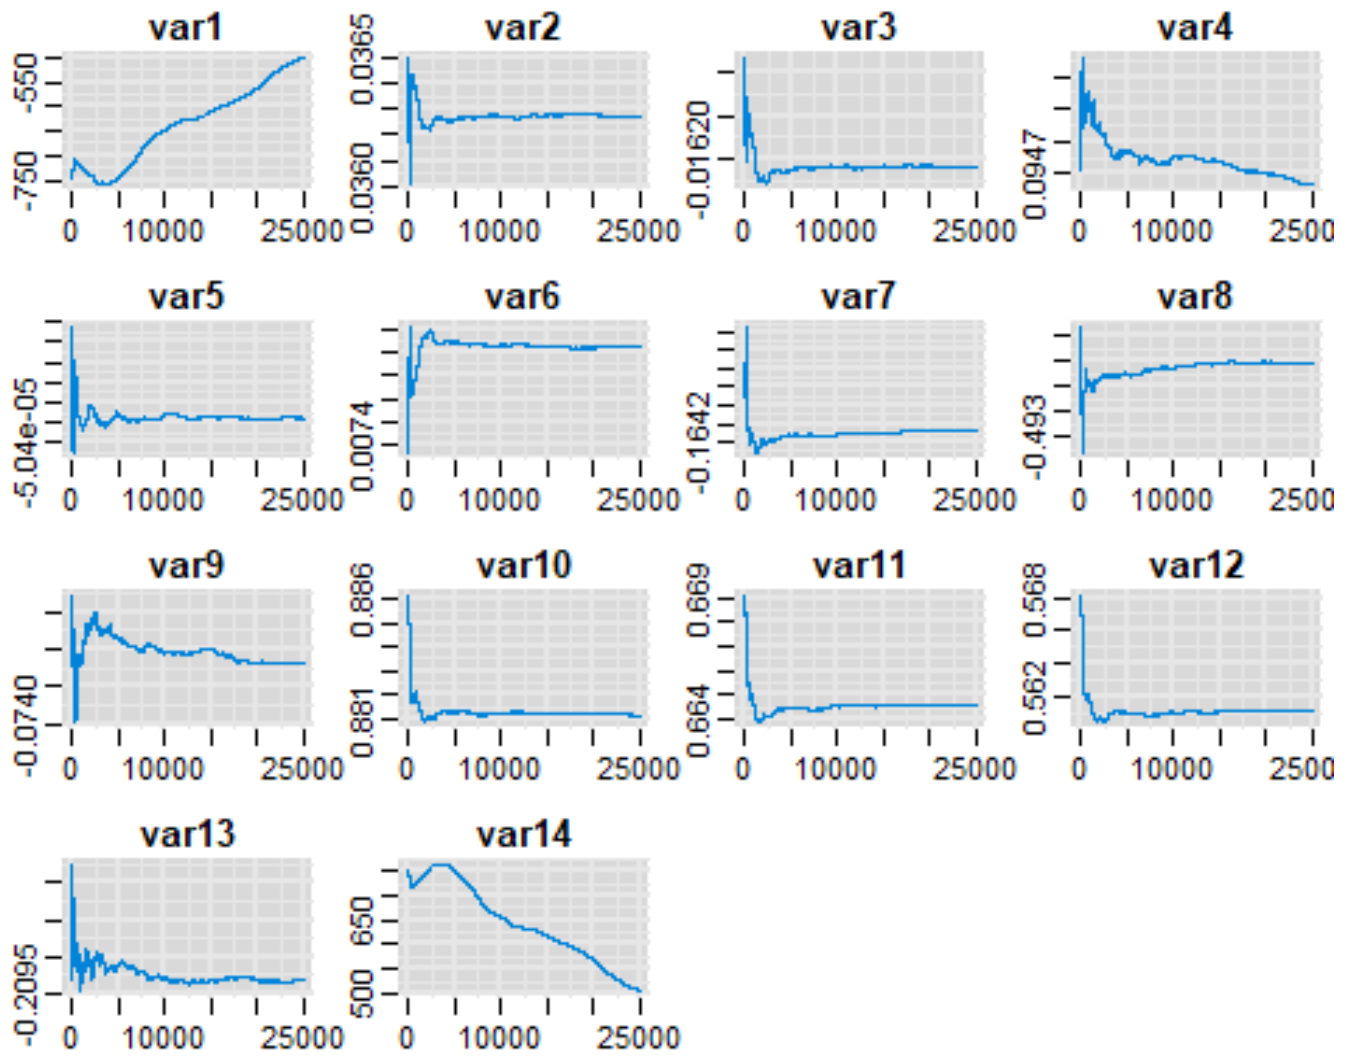 var1 var2 var3 var4
-750 -550
0.0360 0.0365
-0.01620
0.0947
0 10000 25000 0 10000 25000 0 10000 25000 0 10000 2500
var5 var6 var7 var8
-5.04e-05
0.0074
-0.1642
-0.493
0 10000 25000 0 10000 25000 0 10000 25000 0 10000 2500
var9 var10 var11 var12
-0.0740
0.881 0.886
0.664 0.669
0.562 0.568
0 10000 25000 0 10000 25000 0 10000 25000 0 10000 2500
var13 var14
-0.2095
500 650
0 10000 25000 0 10000 25000